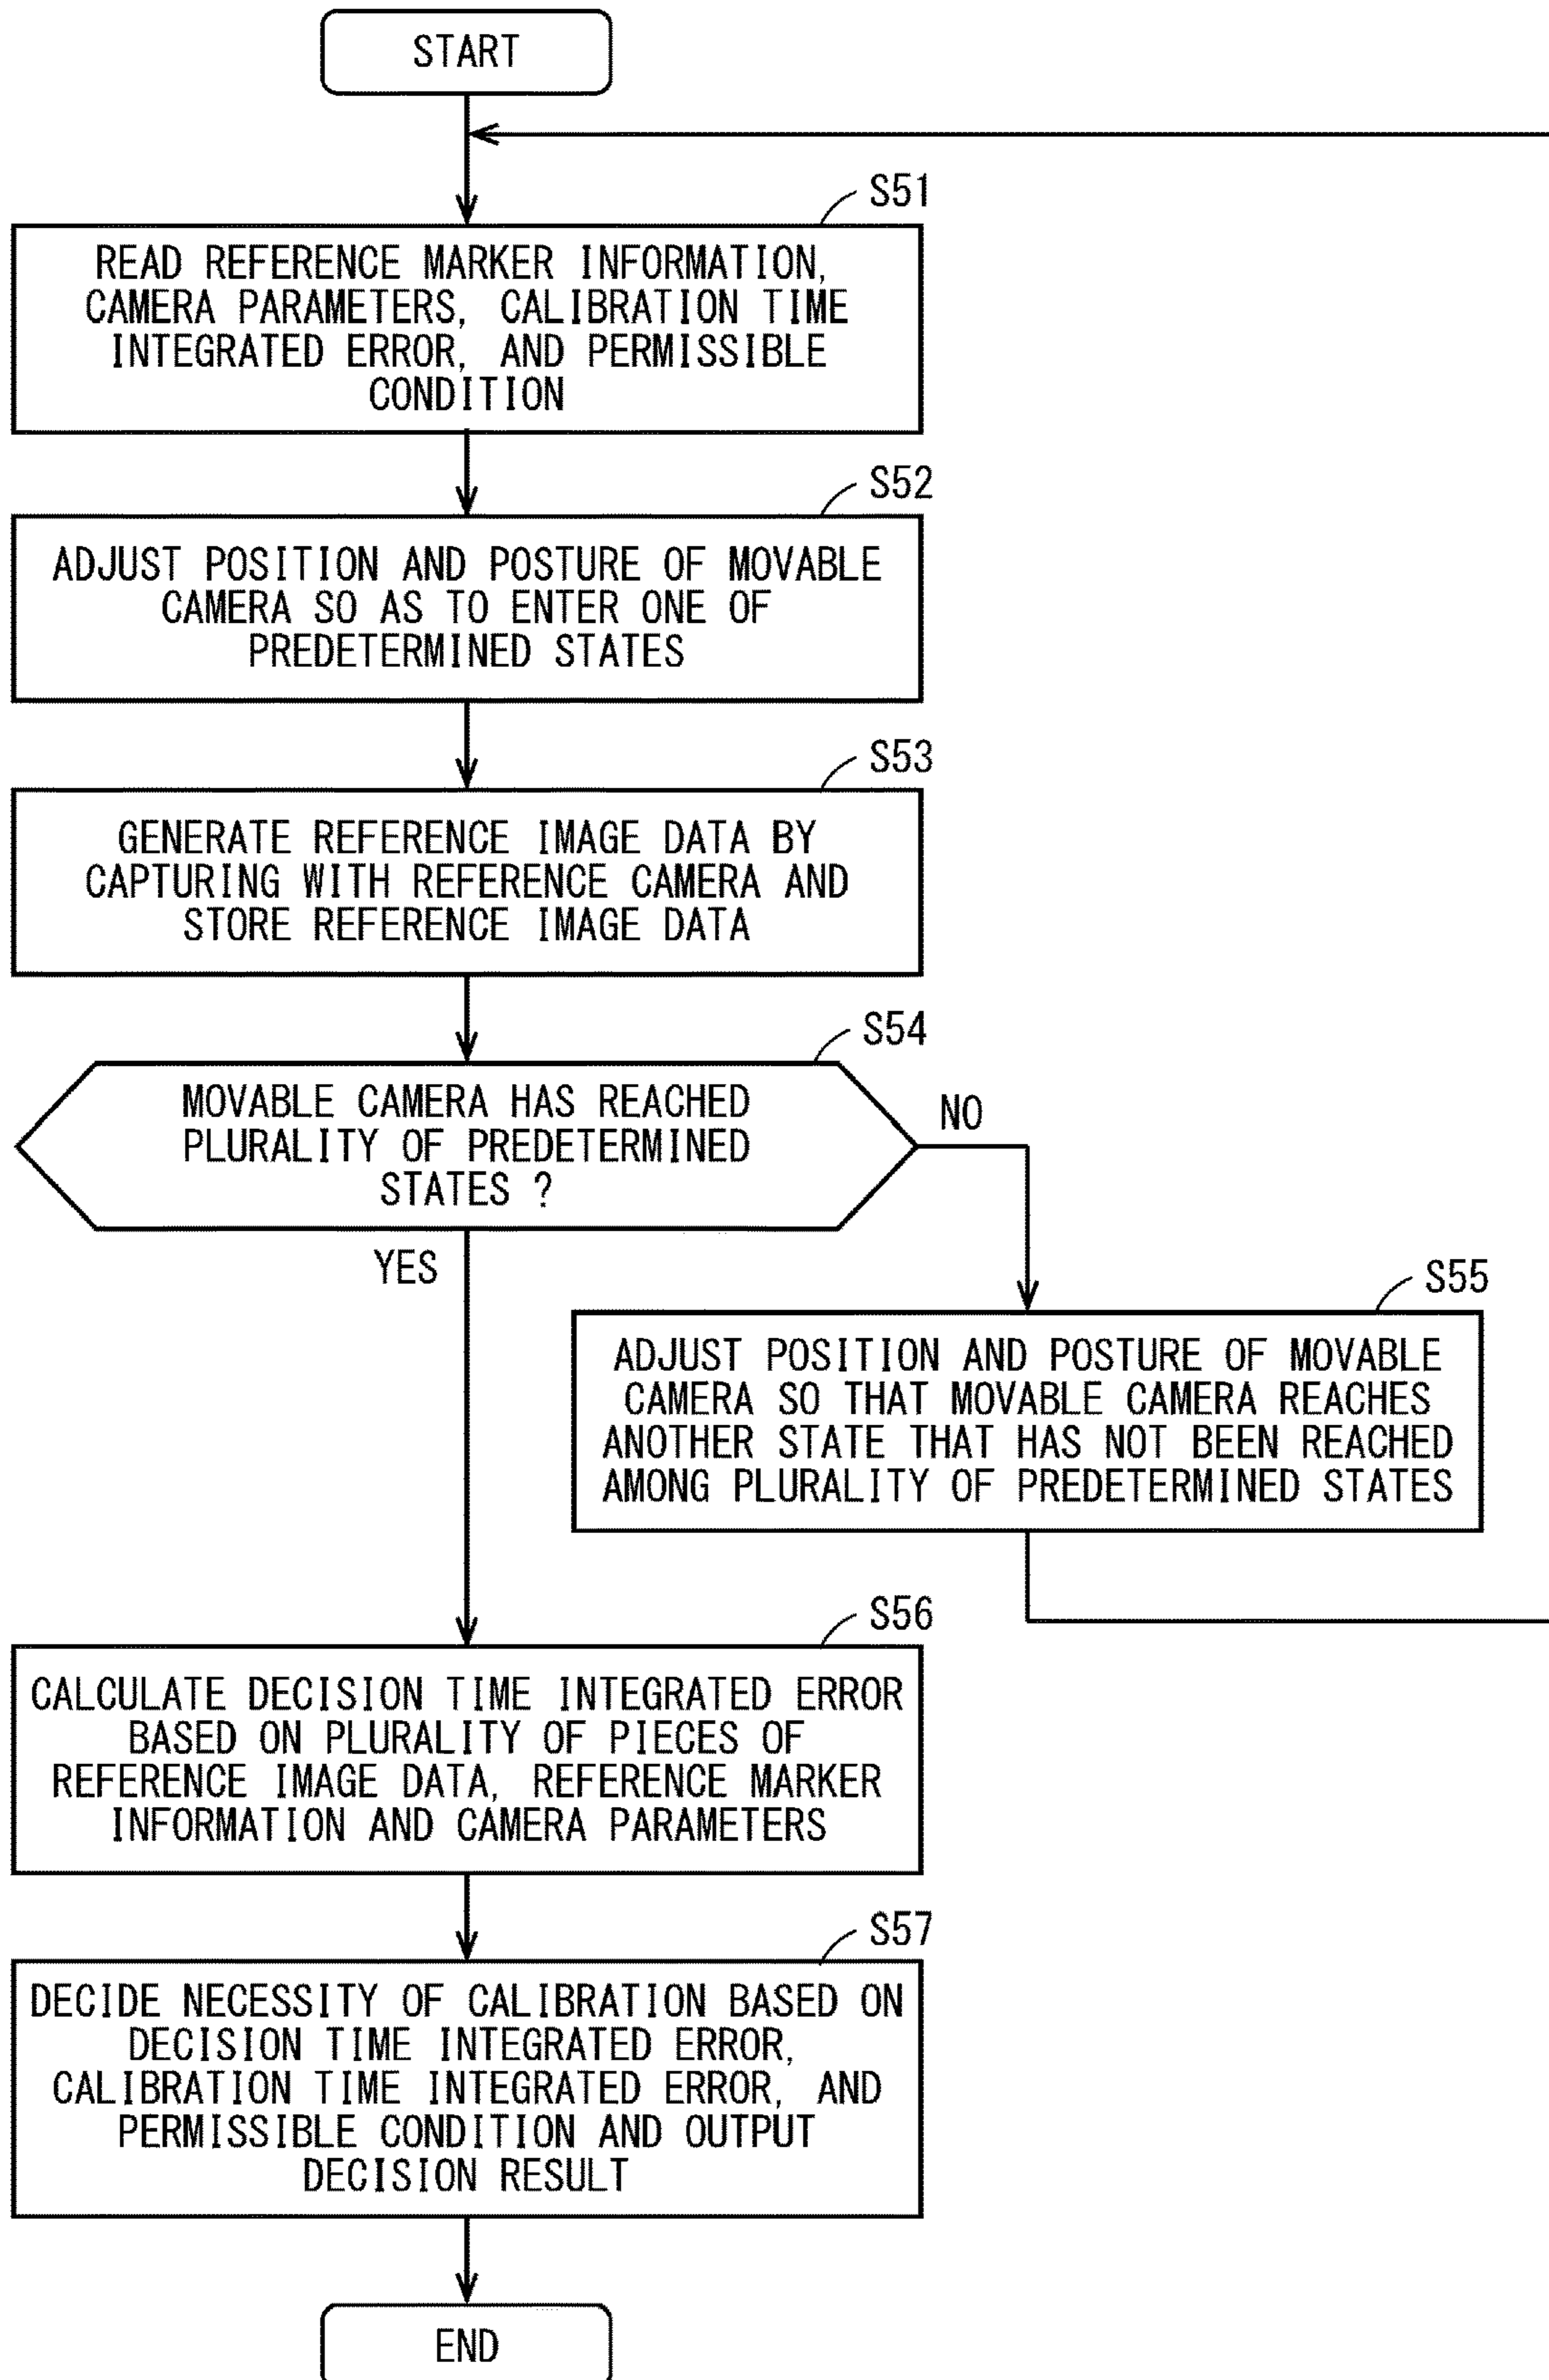 START
S51
READ REFERENCE MARKER INFORMATION,
CAMERA PARAMETERS, CALIBRATION TIME
INTEGRATED ERROR, AND PERMISSIBLE
CONDITION
S52
ADJUST POSITION AND POSTURE OF MOVABLE
CAMERA SO AS TO ENTER ONE OF
PREDETERMINED STATES
S53
GENERATE REFERENCE IMAGE DATA BY
CAPTURING WITH REFERENCE CAMERA AND
STORE REFERENCE IMAGE DATA
S54
MOVABLE CAMERA HAS REACHED
PLURALITY OF PREDETERMINED
STATES ?
NO
YES
S55
ADJUST POSITION AND POSTURE OF MOVABLE
CAMERA SO THAT MOVABLE CAMERA REACHES
ANOTHER STATE THAT HAS NOT BEEN REACHED
AMONG PLURALITY OF PREDETERMINED STATES
S56
CALCULATE DECISION TIME INTEGRATED ERROR
BASED ON PLURALITY OF PIECES OF
REFERENCE IMAGE DATA, REFERENCE MARKER
INFORMATION AND CAMERA PARAMETERS
S57
DECIDE NECESSITY OF CALIBRATION BASED ON
DECISION TIME INTEGRATED ERROR,
CALIBRATION TIME INTEGRATED ERROR, AND
PERMISSIBLE CONDITION AND OUTPUT
DECISION RESULT
END